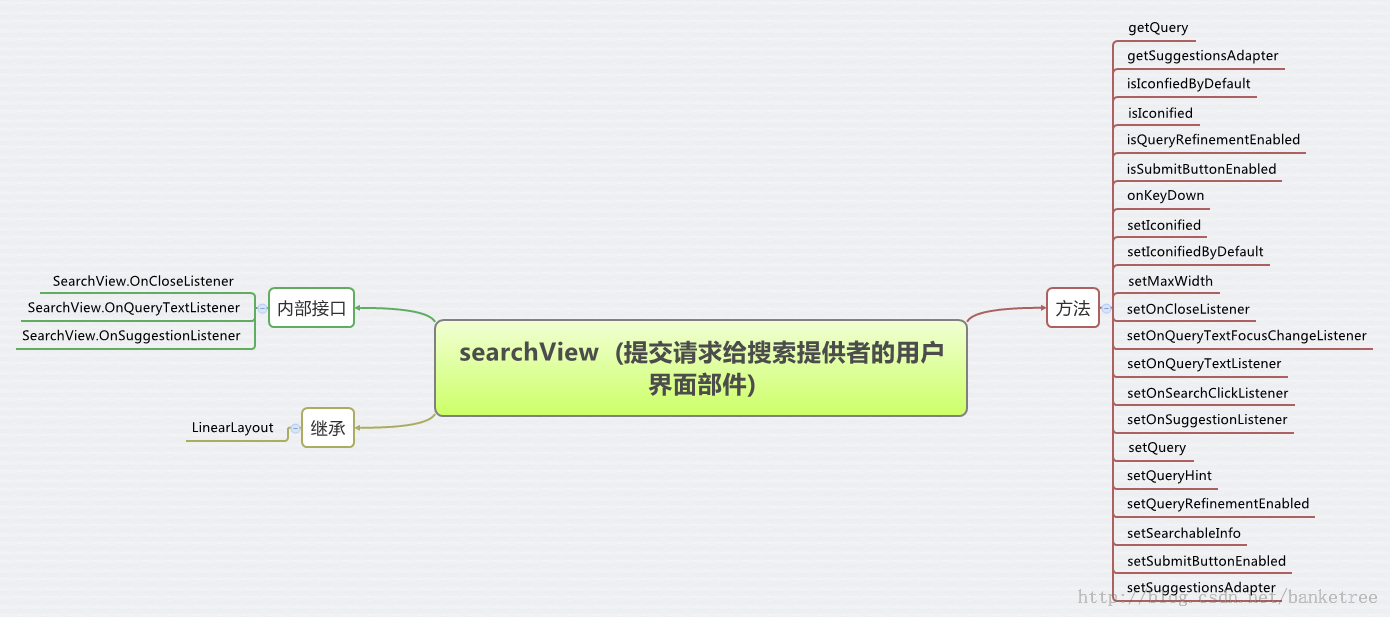 searchView (提交请求给搜索提供者的用户
界面部件)
方法
getQuery
getSuggestionsAdapter
isIconfiedByDefault
isIconified
isQueryRefinementEnabled
isSubmitButtonEnabled
onKeyDown
setIconified
setIconifiedByDefault
setMaxWidth
setOnCloseListener
setOnQueryTextFocusChangeListener
setOnQueryTextListener
setOnSearchClickListener
setOnSuggestionListener
setQuery
setQueryHint
setQueryRefinementEnabled
setSearchableInfo
setSubmitButtonEnabled
setSuggestionsAdapter
内部接口
SearchView.OnCloseListener
SearchView.OnQueryTextListener
SearchView.OnSuggestionListener
继承
LinearLayout
http://blog.csdn.net/banketree